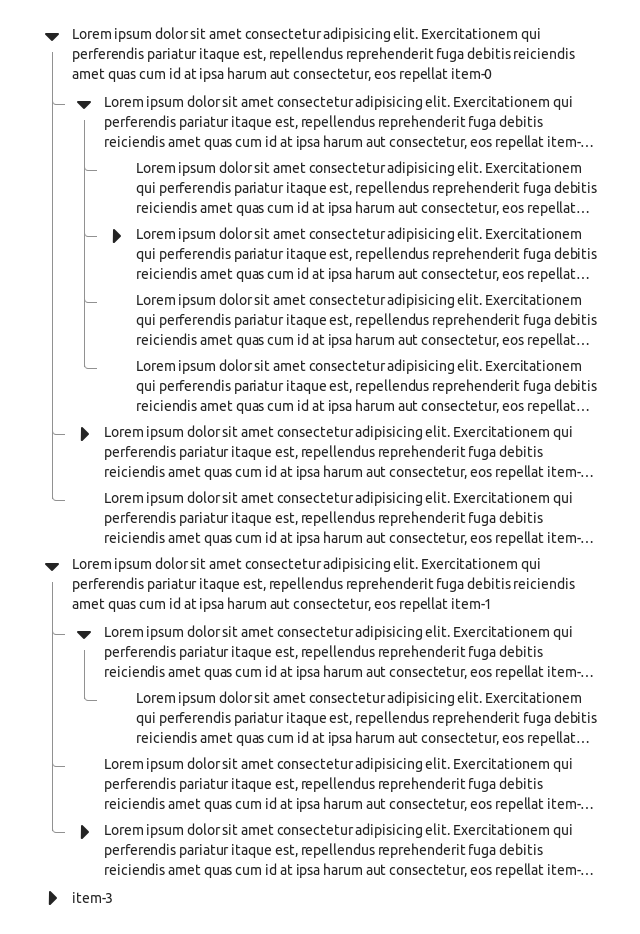 Lorem ipsum dolor sit amet consectetur adipisicing elit. Exercitationem qui
perferendis pariatur itaque est, repellendus reprehenderit fuga debitis reiciendis
amet quas cum id at ipsa harum aut consectetur, eos repellat item-0
Lorem ipsum dolor sit amet consectetur adipisicing elit. Exercitationem qui
perferendis pariatur itaque est, repellendus reprehenderit fuga debitis
reiciendis amet quas cum id at ipsa harum aut consectetur, eos repellat item-…
Lorem ipsum dolor sit amet consectetur adipisicing elit. Exercitationem
qui perferendis pariatur itaque est, repellendus reprehenderit fuga debitis
reiciendis amet quas cum id at ipsa harum aut consectetur, eos repellat…
Lorem ipsum dolor sit amet consectetur adipisicing elit. Exercitationem
qui perferendis pariatur itaque est, repellendus reprehenderit fuga debitis
reiciendis amet quas cum id at ipsa harum aut consectetur, eos repellat…
Lorem ipsum dolor sit amet consectetur adipisicing elit. Exercitationem
qui perferendis pariatur itaque est, repellendus reprehenderit fuga debitis
reiciendis amet quas cum id at ipsa harum aut consectetur, eos repellat…
Lorem ipsum dolor sit amet consectetur adipisicing elit. Exercitationem
qui perferendis pariatur itaque est, repellendus reprehenderit fuga debitis
reiciendis amet quas cum id at ipsa harum aut consectetur, eos repellat…
Lorem ipsum dolor sit amet consectetur adipisicing elit. Exercitationem qui
perferendis pariatur itaque est, repellendus reprehenderit fuga debitis
reiciendis amet quas cum id at ipsa harum aut consectetur, eos repellat item-…
Lorem ipsum dolor sit amet consectetur adipisicing elit. Exercitationem qui
perferendis pariatur itaque est, repellendus reprehenderit fuga debitis
reiciendis amet quas cum id at ipsa harum aut consectetur, eos repellat item-…
Lorem ipsum dolor sit amet consectetur adipisicing elit. Exercitationem qui
perferendis pariatur itaque est, repellendus reprehenderit fuga debitis reiciendis
amet quas cum id at ipsa harum aut consectetur, eos repellat item-1
Lorem ipsum dolor sit amet consectetur adipisicing elit. Exercitationem qui
perferendis pariatur itaque est, repellendus reprehenderit fuga debitis
reiciendis amet quas cum id at ipsa harum aut consectetur, eos repellat item-…
Lorem ipsum dolor sit amet consectetur adipisicing elit. Exercitationem
qui perferendis pariatur itaque est, repellendus reprehenderit fuga debitis
reiciendis amet quas cum id at ipsa harum aut consectetur, eos repellat…
Lorem ipsum dolor sit amet consectetur adipisicing elit. Exercitationem qui
perferendis pariatur itaque est, repellendus reprehenderit fuga debitis
reiciendis amet quas cum id at ipsa harum aut consectetur, eos repellat item-…
Lorem ipsum dolor sit amet consectetur adipisicing elit. Exercitationem qui
perferendis pariatur itaque est, repellendus reprehenderit fuga debitis
reiciendis amet quas cum id at ipsa harum aut consectetur, eos repellat item-…
item-3